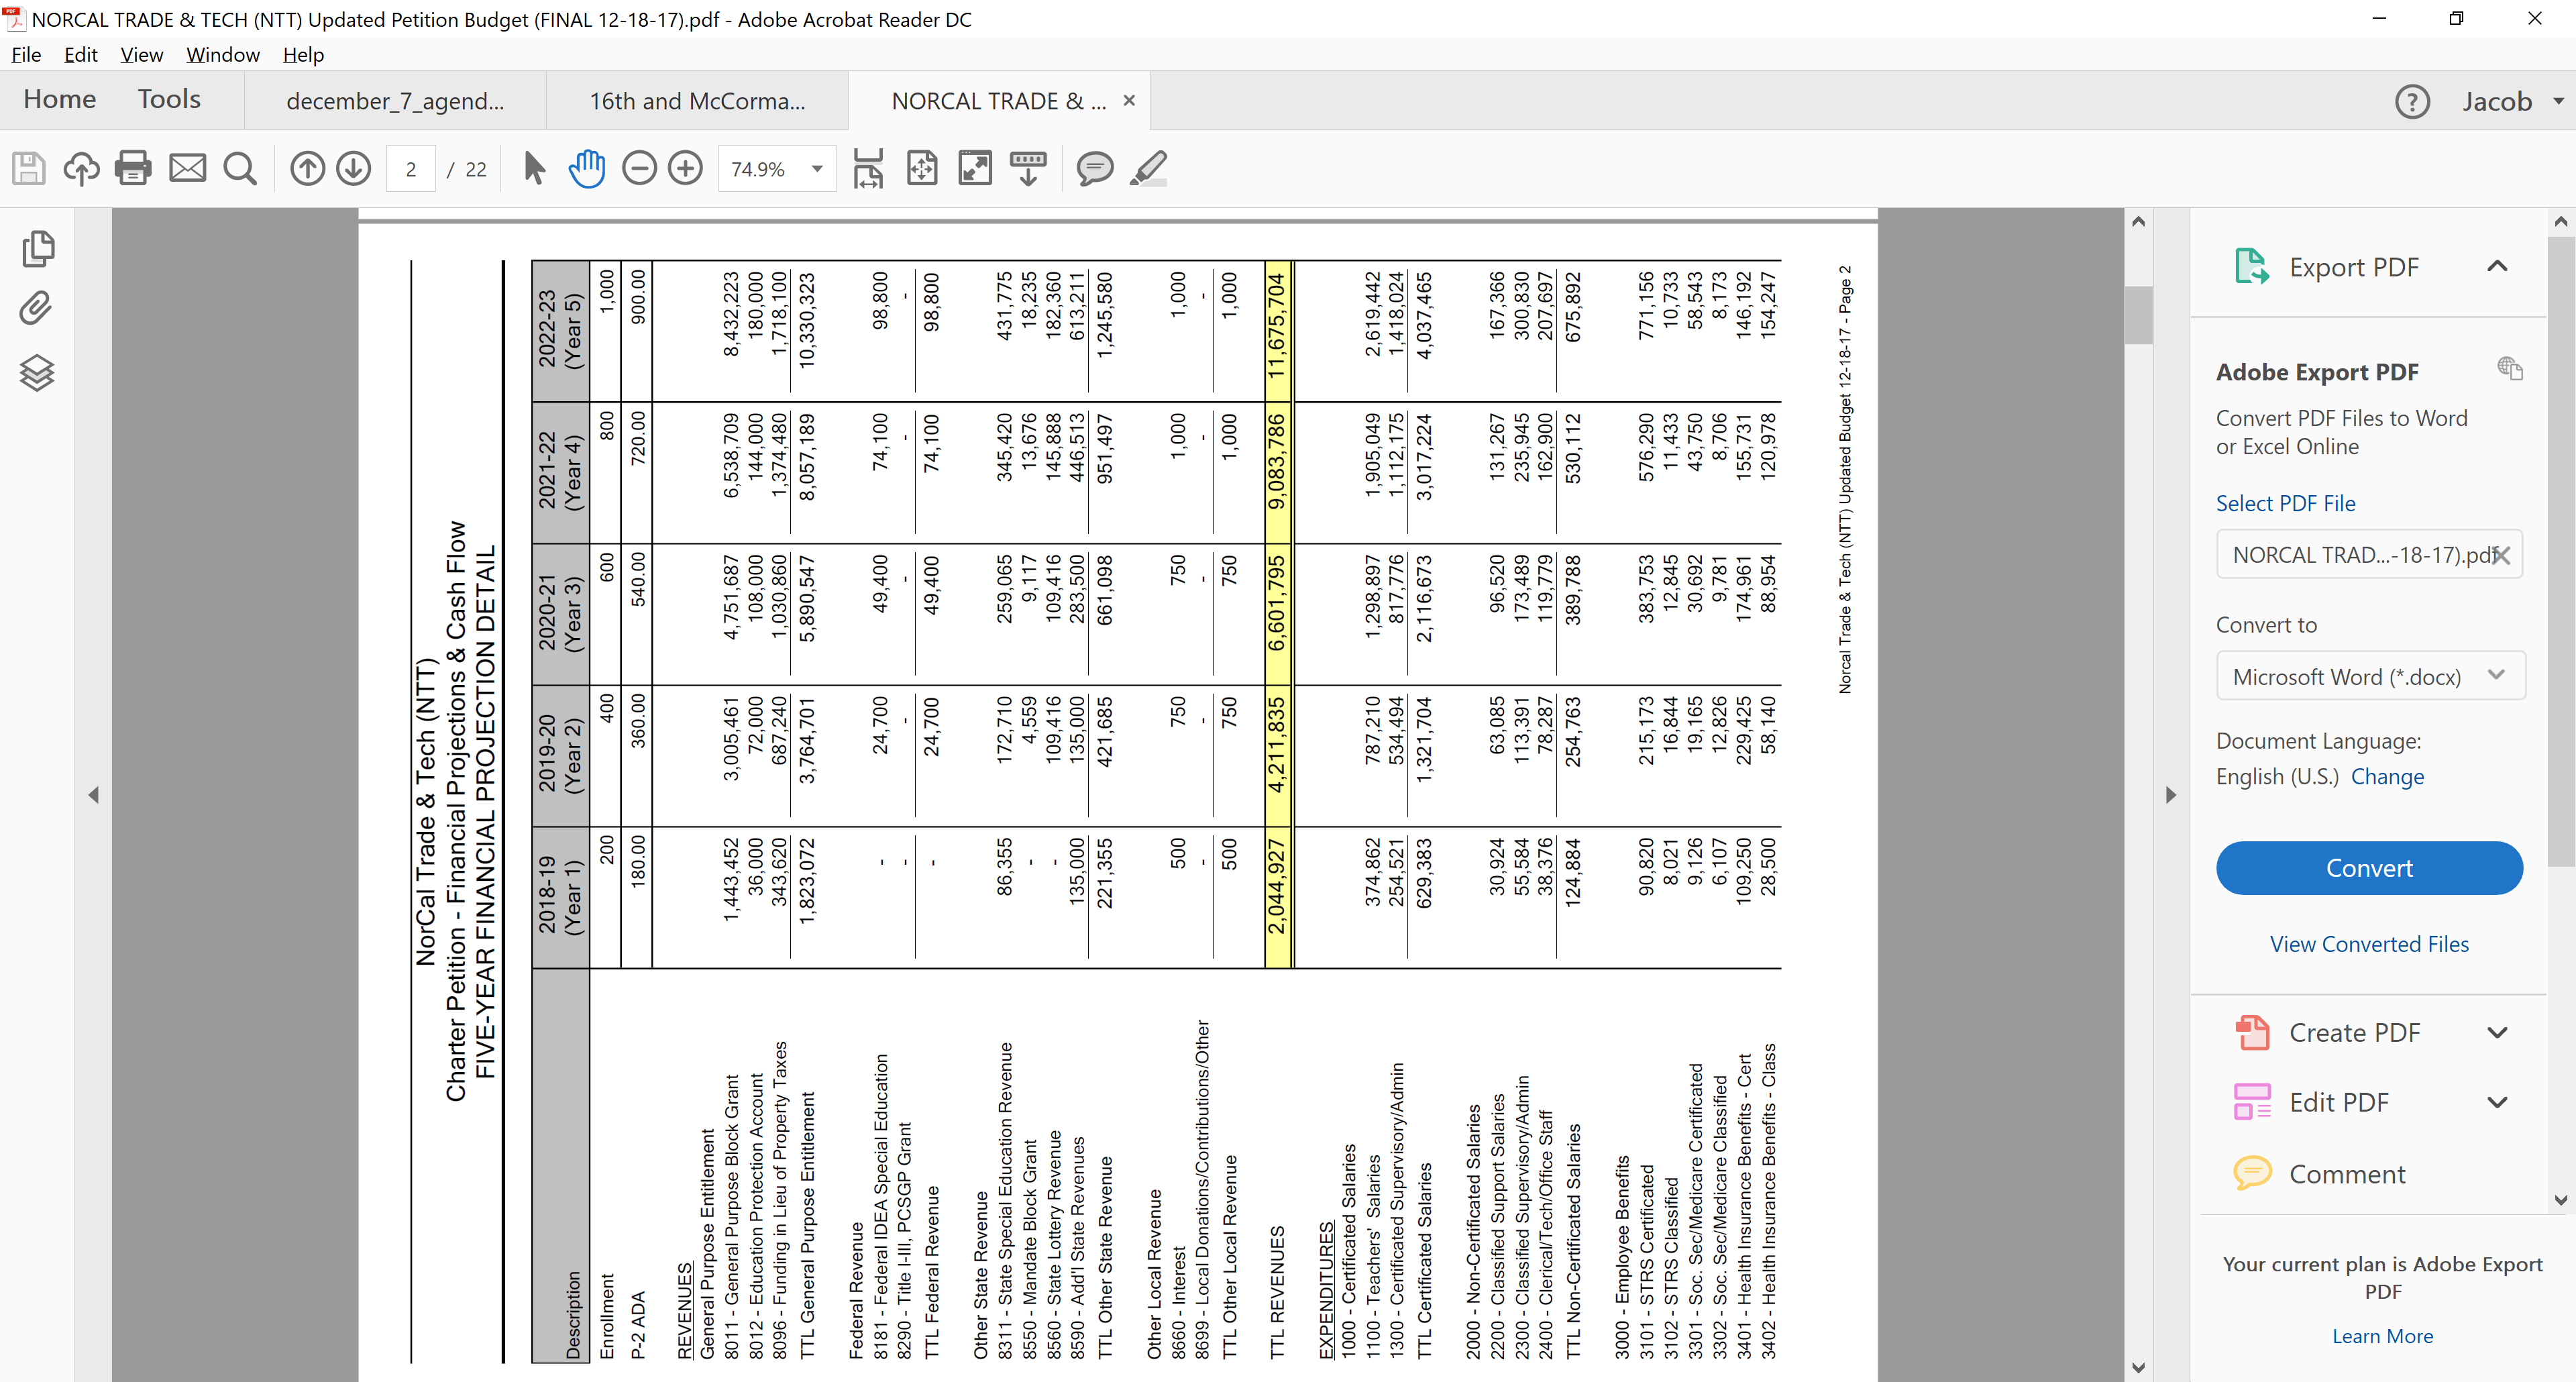 NORCAL TRADE & TECH (NTT) Updated Petition Budget (FINAL 12-18-17).pdf - Adobe Acrobat Reader DC
File Edit View Window Help
Home Tools december_7_agend... 16th and McCorma... NORCAL TRADE & ... × ? Jacob
2 / 22 74.9%
NorCal Trade & Tech (NTT)
Charter Petition - Financial Projections & Cash Flow
FIVE-YEAR FINANCIAL PROJECTION DETAIL
Description 2018-19 (Year 1) 2019-20 (Year 2) 2020-21 (Year 3) 2021-22 (Year 4) 2022-23 (Year 5)
Enrollment 200 400 600 800 1,000
P-2 ADA 180.00 360.00 540.00 720.00 900.00
REVENUES
General Purpose Entitlement
8011 - General Purpose Block Grant 1,443,452 3,005,461 4,751,687 6,538,709 8,432,223
8012 - Education Protection Account 36,000 72,000 108,000 144,000 180,000
8096 - Funding in Lieu of Property Taxes 343,620 687,240 1,030,860 1,374,480 1,718,100
TTL General Purpose Entitlement 1,823,072 3,764,701 5,890,547 8,057,189 10,330,323
Federal Revenue
8181 - Federal IDEA Special Education - 24,700 49,400 74,100 98,800
8290 - Title I-III, PCSGP Grant - - - - -
TTL Federal Revenue - 24,700 49,400 74,100 98,800
Other State Revenue
8311 - State Special Education Revenue 86,355 172,710 259,065 345,420 431,775
8550 - Mandate Block Grant - 4,559 9,117 13,676 18,235
8560 - State Lottery Revenue - 109,416 109,416 145,888 182,360
8590 - Add'l State Revenues 135,000 135,000 283,500 446,513 613,211
TTL Other State Revenue 221,355 421,685 661,098 951,497 1,245,580
Other Local Revenue
8660 - Interest 500 750 750 1,000 1,000
8699 - Local Donations/Contributions/Other - - - - -
TTL Other Local Revenue 500 750 750 1,000 1,000
TTL REVENUES 2,044,927 4,211,835 6,601,795 9,083,786 11,675,704
EXPENDITURES
1000 - Certificated Salaries
1100 - Teachers' Salaries 374,862 787,210 1,298,897 1,905,049 2,619,442
1300 - Certificated Supervisory/Admin 254,521 534,494 817,776 1,112,175 1,418,024
TTL Certificated Salaries 629,383 1,321,704 2,116,673 3,017,224 4,037,465
2000 - Non-Certificated Salaries
2200 - Classified Support Salaries 30,924 63,085 96,520 131,267 167,366
2300 - Classified Supervisory/Admin 55,584 113,391 173,489 235,945 300,830
2400 - Clerical/Tech/Office Staff 38,376 78,287 119,779 162,900 207,697
TTL Non-Certificated Salaries 124,884 254,763 389,788 530,112 675,892
3000 - Employee Benefits
3101 - STRS Certificated 90,820 215,173 383,753 576,290 771,156
3102 - STRS Classified 8,021 16,844 12,845 11,433 10,733
3301 - Soc. Sec/Medicare Certificated 9,126 19,165 30,692 43,750 58,543
3302 - Soc. Sec/Medicare Classified 6,107 12,826 9,781 8,706 8,173
3401 - Health Insurance Benefits - Cert 109,250 229,425 174,961 155,731 146,192
3402 - Health Insurance Benefits - Class 28,500 58,140 88,954 120,978 154,247
Norcal Trade & Tech (NTT) Updated Budget 12-18-17 - Page 2
Export PDF
Adobe Export PDF
Convert PDF Files to Word
or Excel Online
Select PDF File
NORCAL TRAD...-18-17).pdf ×
Convert to
Microsoft Word (*.docx)
Document Language:
English (U.S.) Change
Convert
View Converted Files
Create PDF
Edit PDF
Comment
Your current plan is Adobe Export
PDF
Learn More